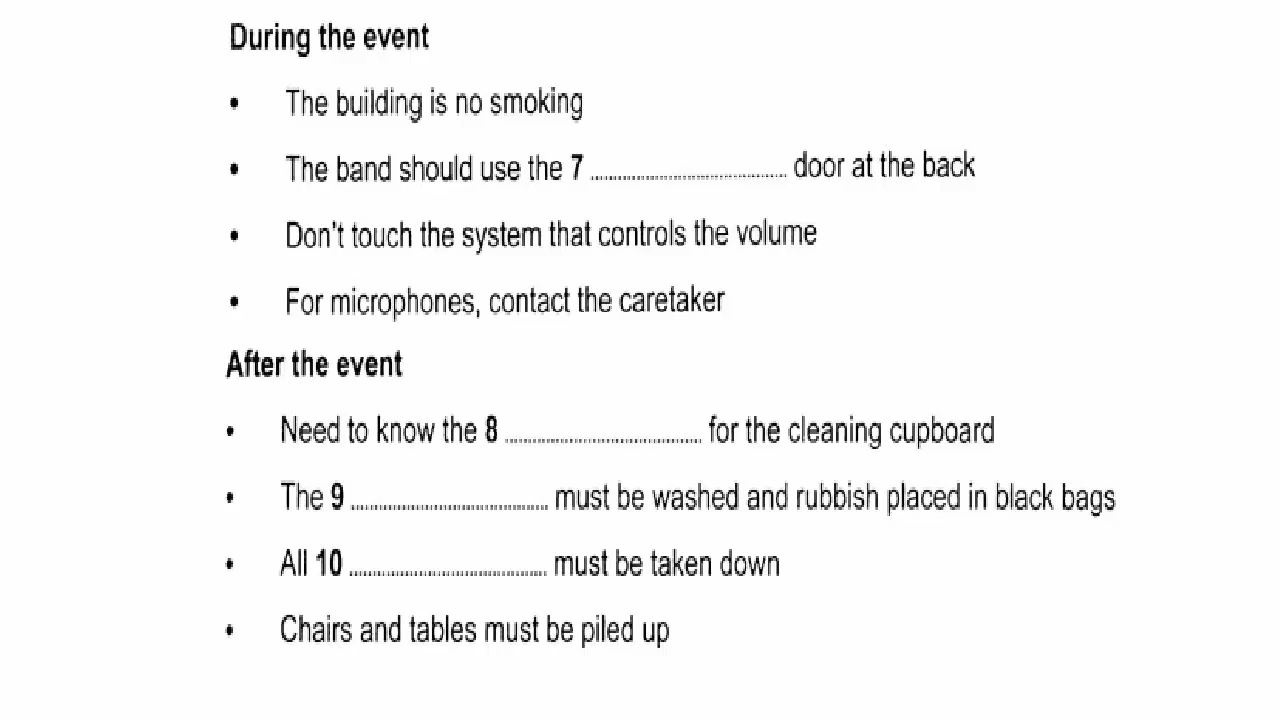 During the event
• The building is no smoking
• The band should use the 7 ........................................ door at the back
• Don't touch the system that controls the volume
• For microphones, contact the caretaker
After the event
• Need to know the 8 ........................................ for the cleaning cupboard
• The 9 ........................................ must be washed and rubbish placed in black bags
• All 10 ........................................ must be taken down
• Chairs and tables must be piled up